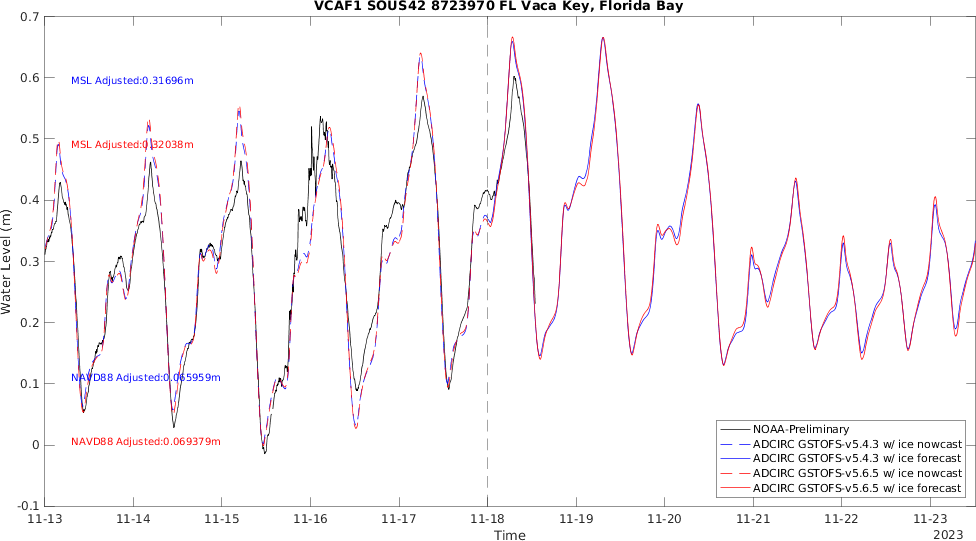 VCAF1 SOUS42 8723970 FL Vaca Key, Florida Bay
0.7
0.6
0.5
0.4
0.3
0.2
0.1
0
-0.1
Water Level (m)
MSL Adjusted:0.31696m
MSL Adjusted:0.32038m
NAVD88 Adjusted:0.065959m
NAVD88 Adjusted:0.069379m
NOAA-Preliminary
ADCIRC GSTOFS-v5.4.3 w/ ice nowcast
ADCIRC GSTOFS-v5.4.3 w/ ice forecast
ADCIRC GSTOFS-v5.6.5 w/ ice nowcast
ADCIRC GSTOFS-v5.6.5 w/ ice forecast
11-13 11-14 11-15 11-16 11-17 11-18 11-19 11-20 11-21 11-22 11-23
Time
2023